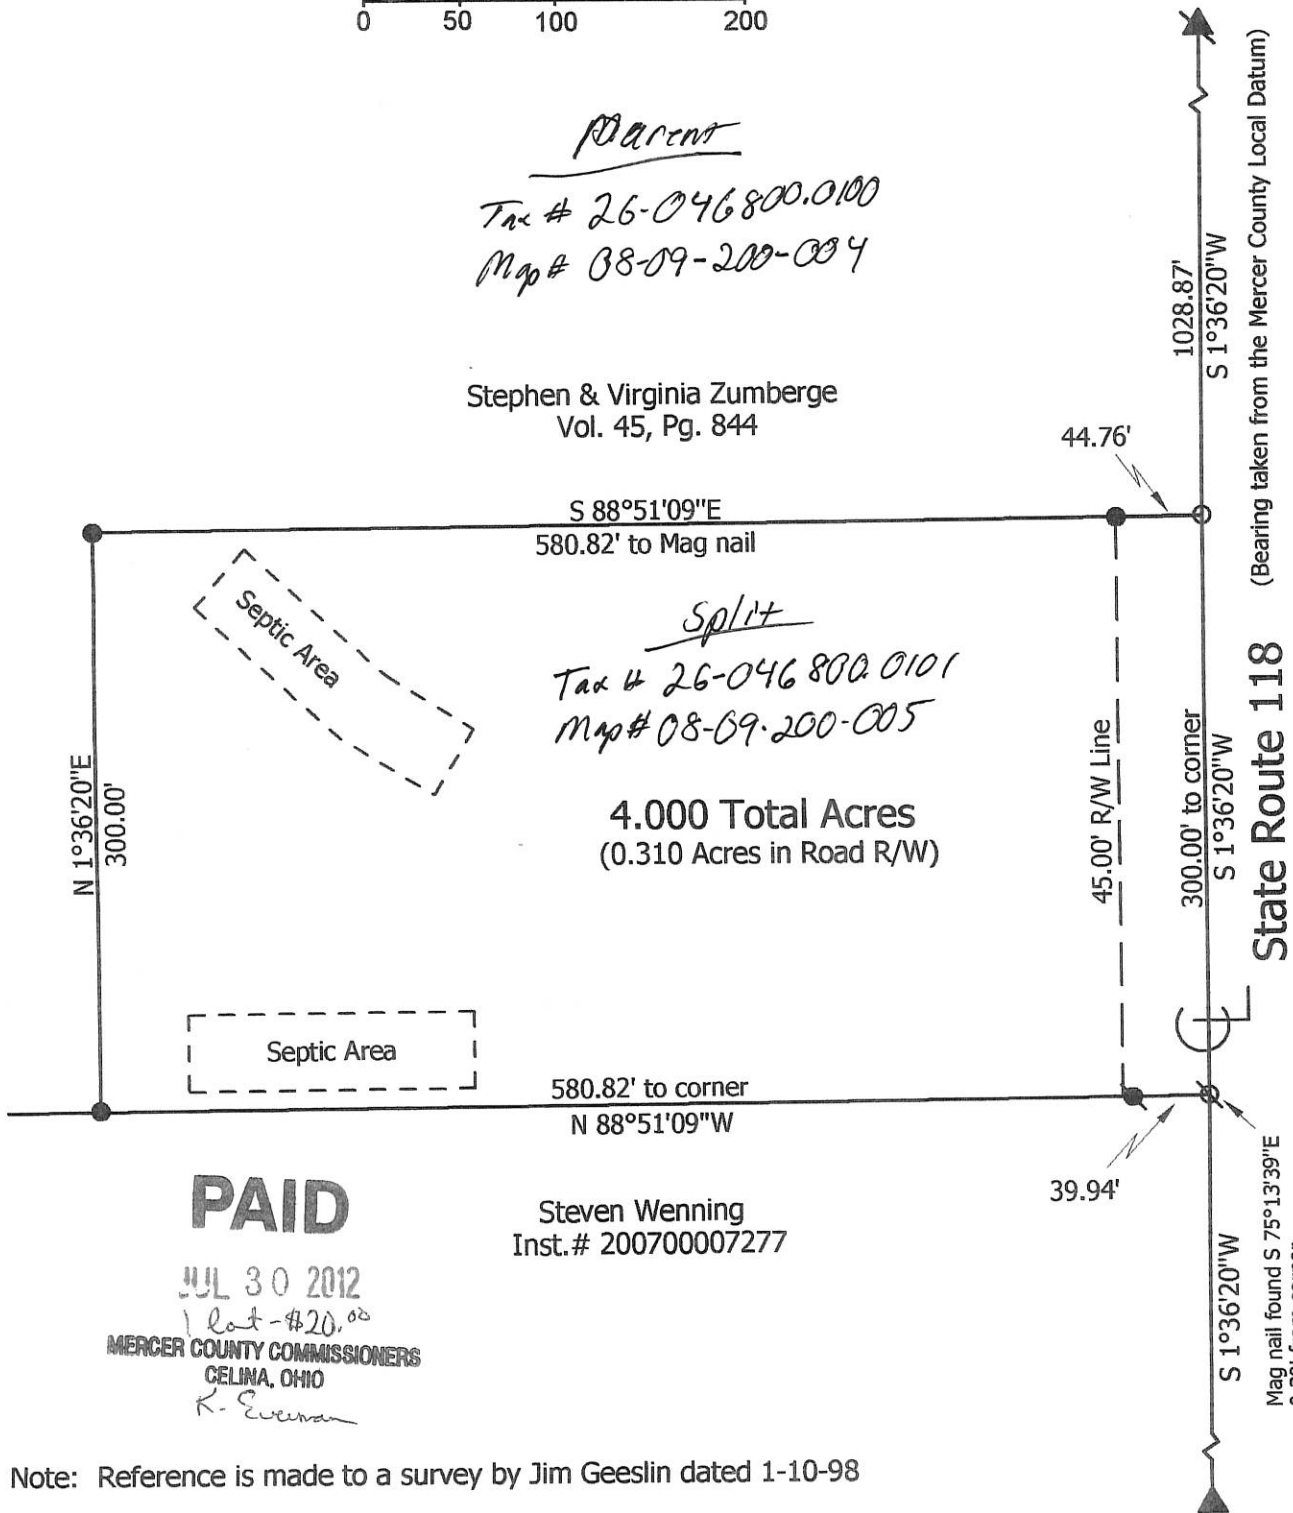 0 50 100 200
Parent
Tax # 26-046800.0100
Map# 08-09-200-004
Stephen & Virginia Zumberge
Vol. 45, Pg. 844
1028.87'
S 1°36'20"W
(Bearing taken from the Mercer County Local Datum)
44.76'
S 88°51'09"E
580.82' to Mag nail
Septic Area
Split
Tax # 26-046800.0101
Map# 08-09-200-005
4.000 Total Acres
(0.310 Acres in Road R/W)
N 1°36'20"E
300.00'
45.00' R/W Line
300.00' to corner
S 1°36'20"W
State Route 118
Septic Area
580.82' to corner
N 88°51'09"W
39.94'
Steven Wenning
Inst.# 200700007277
S 1°36'20"W
Mag nail found S 75°13'39"E
from corner
PAID
JUL 30 2012
1 lot - $20.00
MERCER COUNTY COMMISSIONERS
CELINA, OHIO
K.
Note: Reference is made to a survey by Jim Geeslin dated 1-10-98